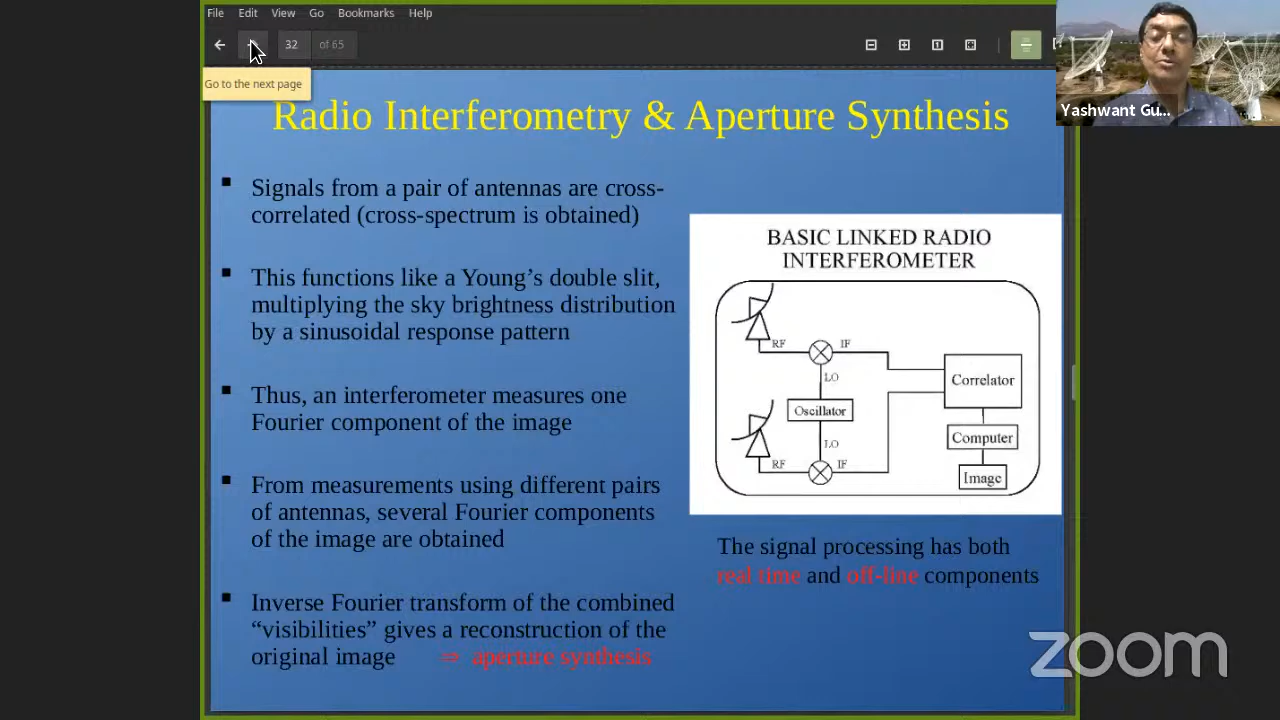 File Edit View Go Bookmarks Help
32 of 65
Go to the next page
Yashwant Gu...
Radio Interferometry & Aperture Synthesis
Signals from a pair of antennas are cross-
correlated (cross-spectrum is obtained)
This functions like a Young’s double slit,
multiplying the sky brightness distribution
by a sinusoidal response pattern
Thus, an interferometer measures one
Fourier component of the image
From measurements using different pairs
of antennas, several Fourier components
of the image are obtained
Inverse Fourier transform of the combined
“visibilities” gives a reconstruction of the
original image ⇒ aperture synthesis
BASIC LINKED RADIO
INTERFEROMETER
RF IF
LO
Correlator
Oscillator
LO
Computer
RF IF
Image
The signal processing has both
real time and off-line components
zoom